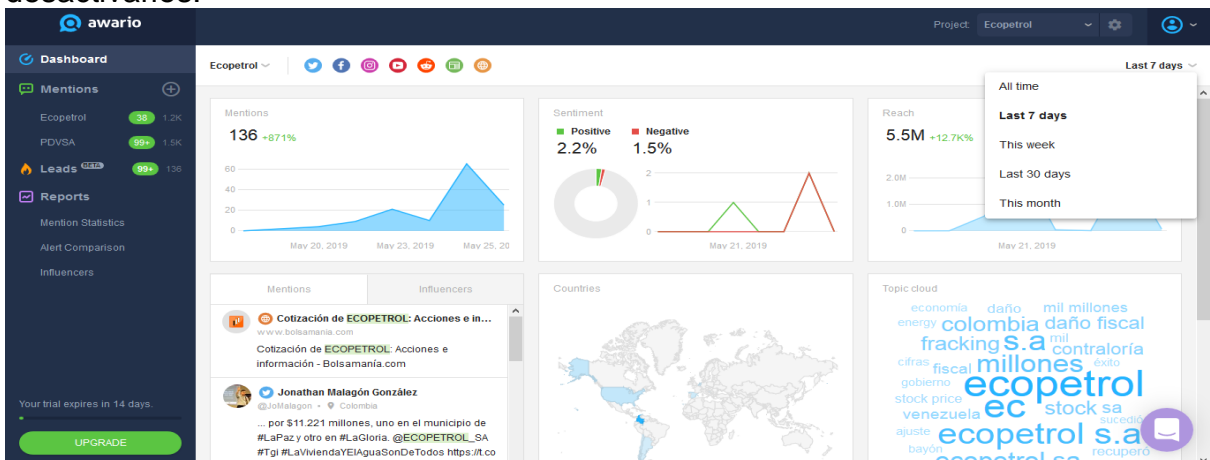 desactivarlos.
awario
Project: Ecopetrol
Dashboard
Ecopetrol
Last 7 days
All time
Last 7 days
This week
Last 30 days
This month
Mentions
Ecopetrol 38 1.2K
PDVSA 99+ 1.5K
Leads BETA 99+ 136
Reports
Mention Statistics
Alert Comparison
Influencers
Your trial expires in 14 days.
UPGRADE
Mentions
136 +871%
60
40
20
0
May 20, 2019 May 23, 2019 May 25, 20
Sentiment
Positive Negative
2.2% 1.5%
2
1
0
May 21, 2019
Reach
5.5M +12.7K%
2.0M
1.0M
0
May 21, 2019
Mentions Influencers
Cotización de ECOPETROL: Acciones e in...
www.bolsamania.com
Cotización de ECOPETROL: Acciones e
información - Bolsamanía.com
Jonathan Malagón González
@JoMalagon • Colombia
... por $11.221 millones, uno en el municipio de
#LaPaz y otro en #LaGloria. @ECOPETROL_SA
#Tgi #LaViviendaYElAguaSonDeTodos https://t.co
Countries
Topic cloud
economía daño mil millones
energy colombia daño fiscal
fracking s.a mil contraloría
cifras fiscal millones éxito
gobierno ecopetrol
stock price
venezuela ec stock sa sucedió
ajuste ecopetrol s.a
bayón ecopetrol sa recuperó